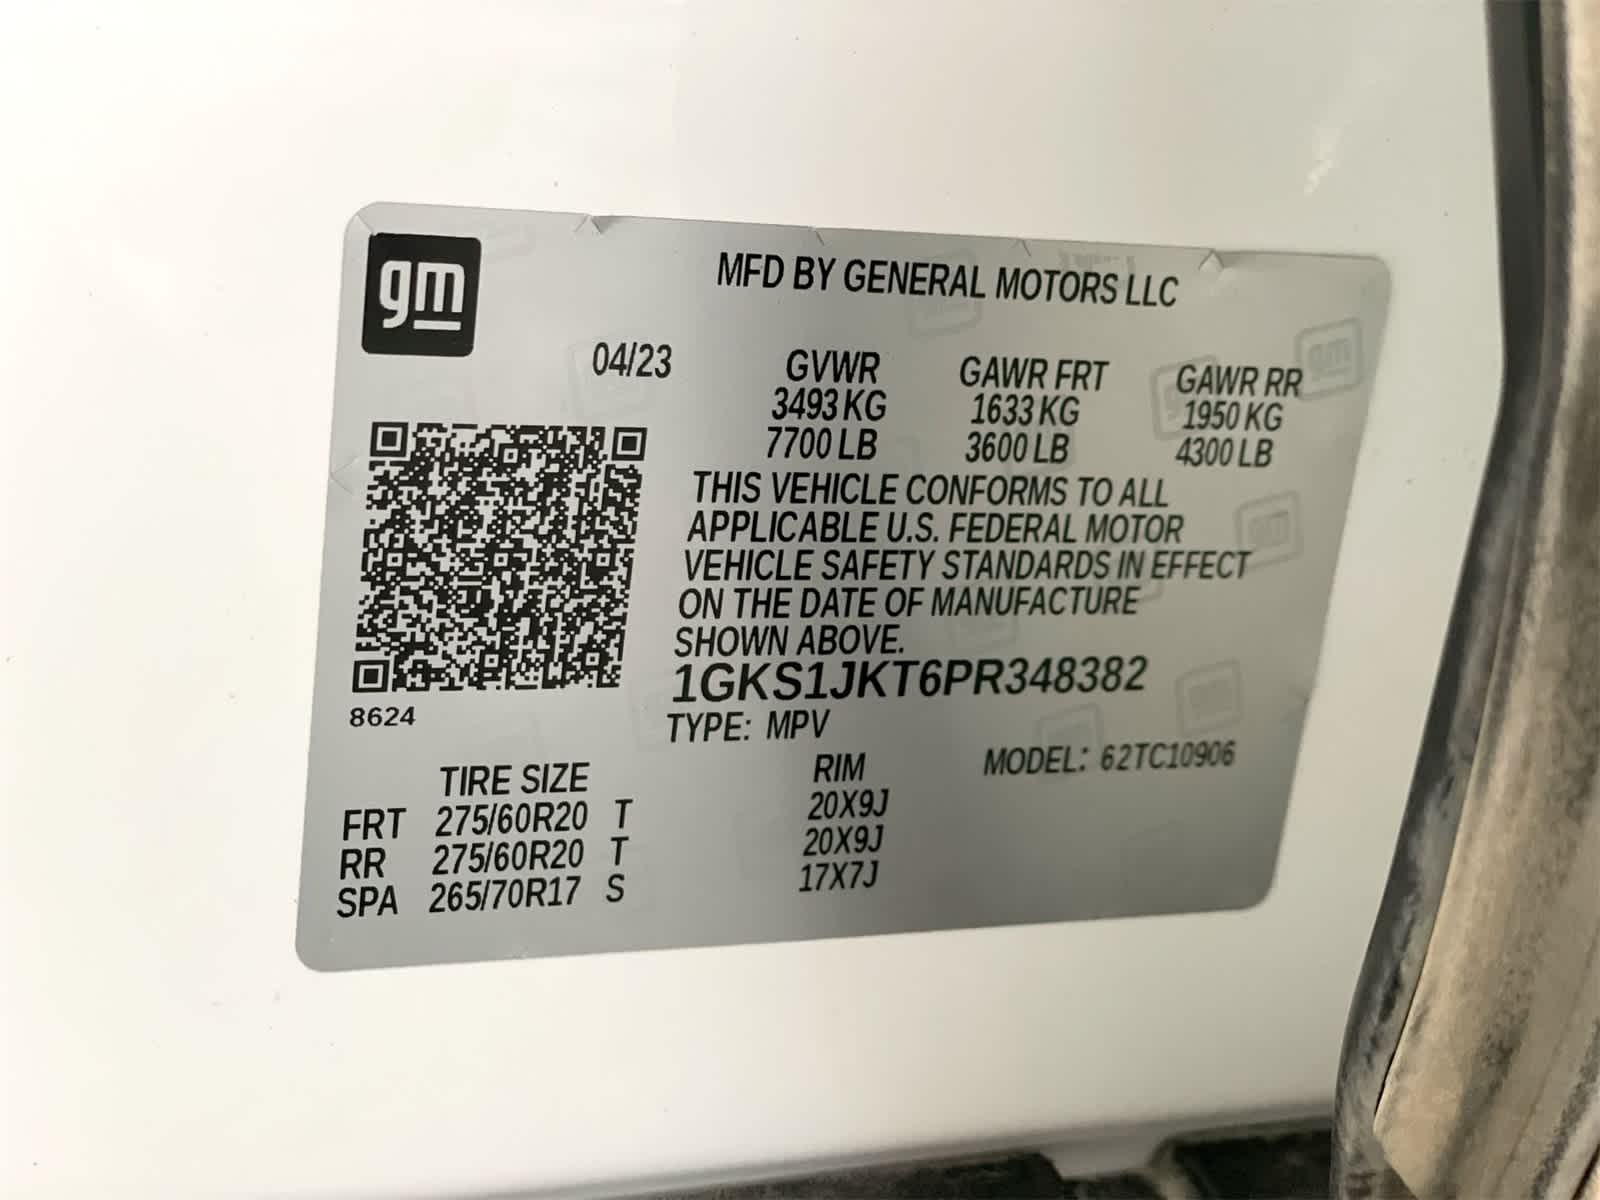 gm
MFD BY GENERAL MOTORS LLC
04/23
GVWR GAWR FRT GAWR RR
3493 KG 1633 KG 1950 KG
7700 LB 3600 LB 4300 LB
THIS VEHICLE CONFORMS TO ALL
APPLICABLE U.S. FEDERAL MOTOR
VEHICLE SAFETY STANDARDS IN EFFECT
ON THE DATE OF MANUFACTURE
SHOWN ABOVE.
1GKS1JKT6PR348382
8624
TYPE: MPV
MODEL: 62TC10906
TIRE SIZE RIM
FRT 275/60R20 T 20X9J
RR 275/60R20 T 20X9J
SPA 265/70R17 S 17X7J